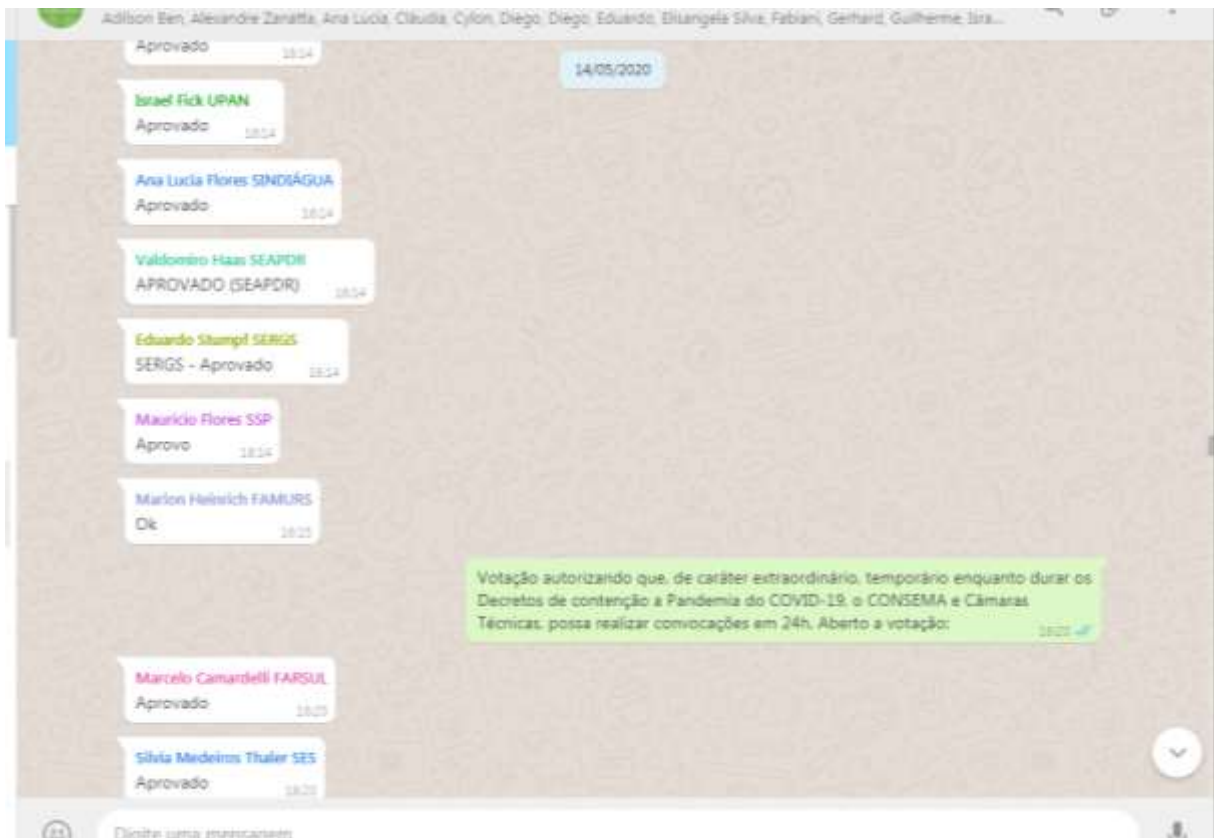 Adilson Ben, Alexandre Zanatta, Ana Lucia, Cláudia, Cylon, Diego, Diego, Eduardo, Elisangela Silva, Fabiani, Gerhard, Guilherme, Isra...
Aprovado
14/05/2020
Israel Fick UPAN
Aprovado
Ana Lucia Flores SINDIÁGUA
Aprovado
Valdomiro Haas SEAPDR
APROVADO (SEAPDR)
Eduardo Stumpf SERGS
SERGS - Aprovado
Mauricio Flores SSP
Aprovo
Marion Heinrich FAMURS
Ok
Votação autorizando que, de caráter extraordinário, temporário enquanto durar os
Decretos de contenção a Pandemia do COVID-19, o CONSEMA e Câmaras
Técnicas, possa realizar convocações em 24h. Aberto a votação:
Marcelo Camardelli FARSUL
Aprovado
Silvia Medeiros Thaler SES
Aprovado
Digite uma mensagem